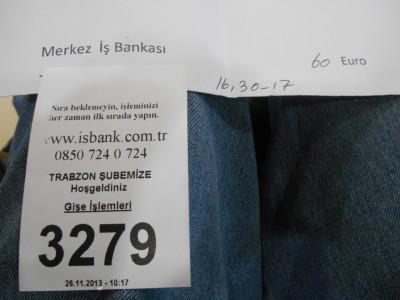 Merkez İş Bankası
60 Euro
16,30-17
Sıra beklemeyin, işleminizi
her zaman ilk sırada yapın.
www.isbank.com.tr
0850 724 0 724
TRABZON ŞUBEMİZE
Hoşgeldiniz
Gişe İşlemleri
3279
26.11.2013 - 10:17